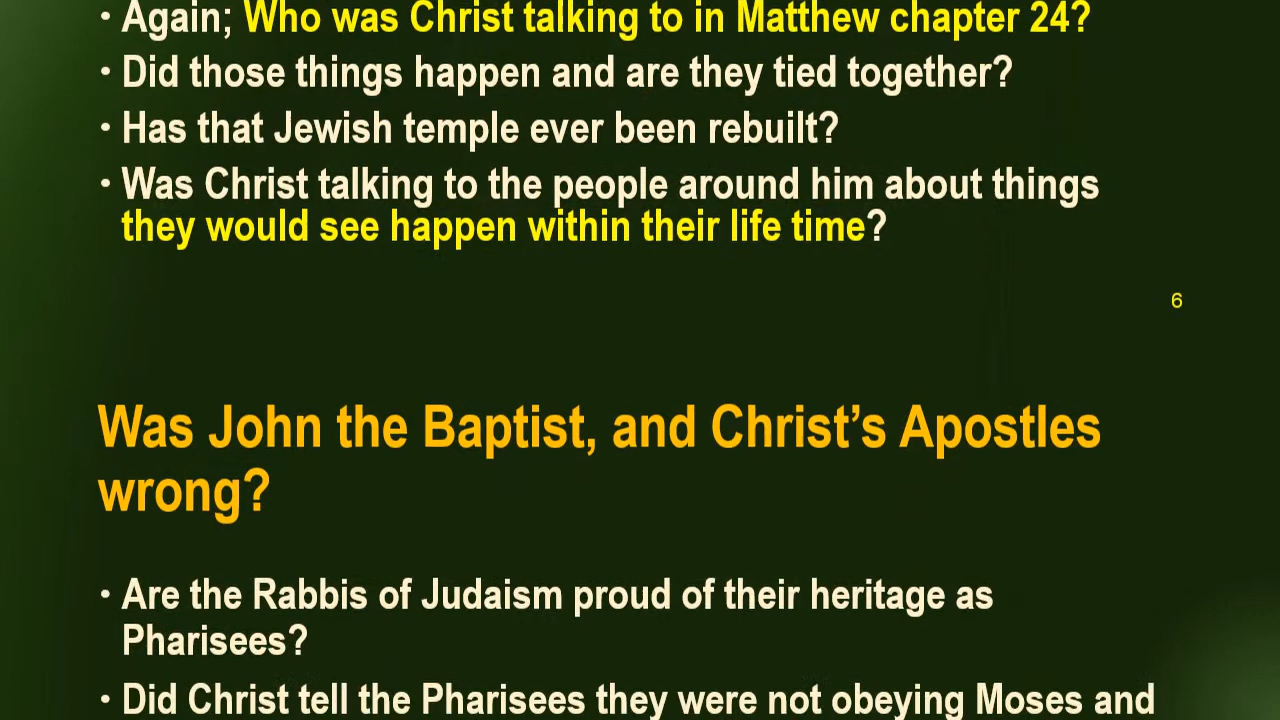 • Again; Who was Christ talking to in Matthew chapter 24?
• Did those things happen and are they tied together?
• Has that Jewish temple ever been rebuilt?
• Was Christ talking to the people around him about things
they would see happen within their life time?
6
Was John the Baptist, and Christ’s Apostles
wrong?
• Are the Rabbis of Judaism proud of their heritage as
Pharisees?
• Did Christ tell the Pharisees they were not obeying Moses and